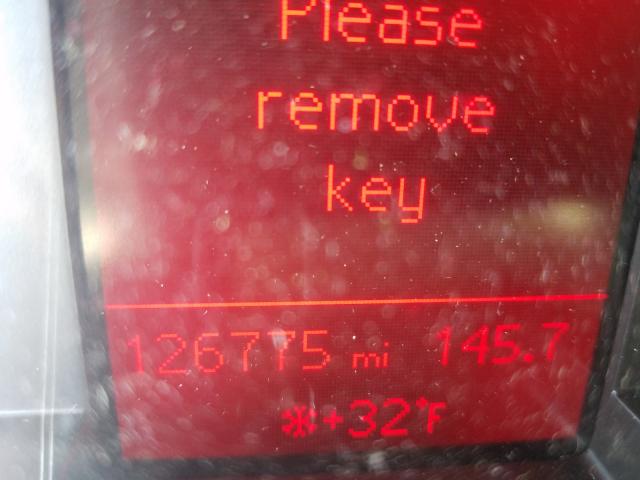 Please
remove
key
126775 mi 145.7
+32°F